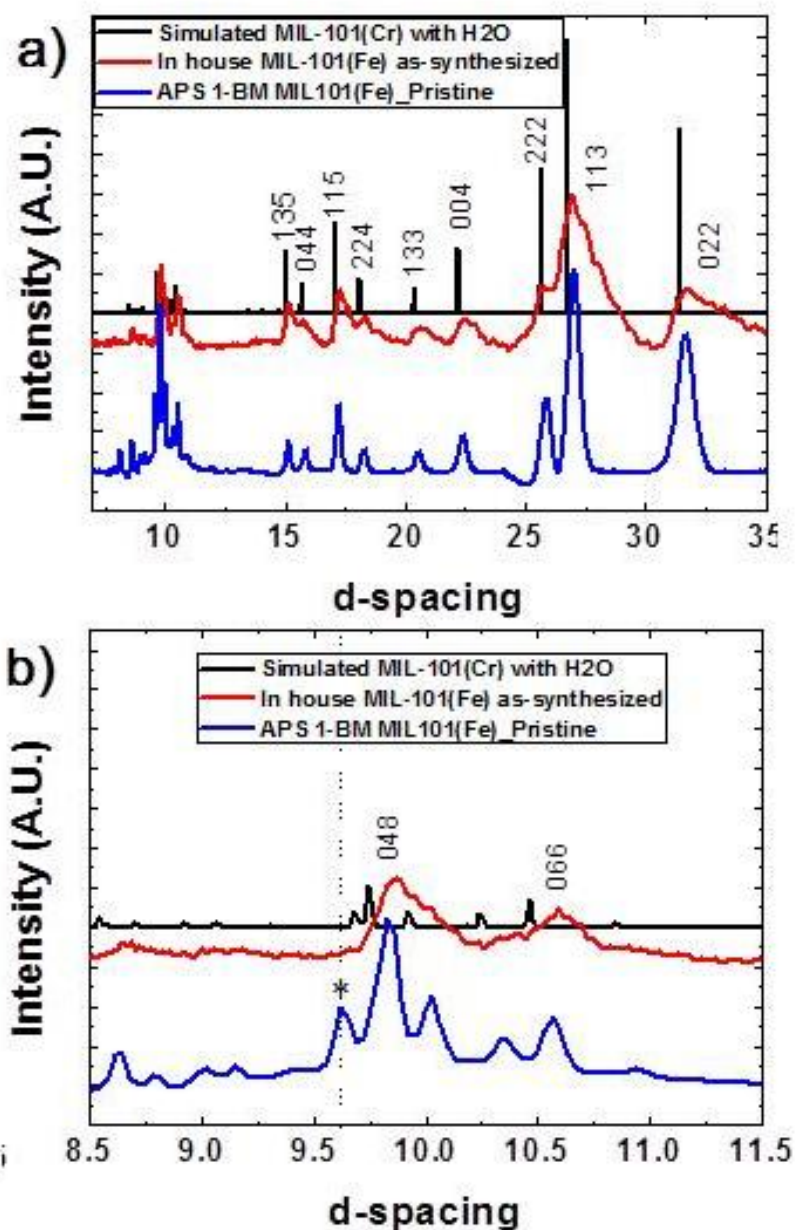 a)
Simulated MIL-101(Cr) with H2O
In house MIL-101(Fe) as-synthesized
APS 1-BM MIL101(Fe)_Pristine
Intensity (A.U.)
135
044
115
224
133
004
222
113
022
10 15 20 25 30 35
d-spacing
b)
Simulated MIL-101(Cr) with H2O
In house MIL-101(Fe) as-synthesized
APS 1-BM MIL101(Fe)_Pristine
Intensity (A.U.)
048
066
*
8.5 9.0 9.5 10.0 10.5 11.0 11.5
d-spacing